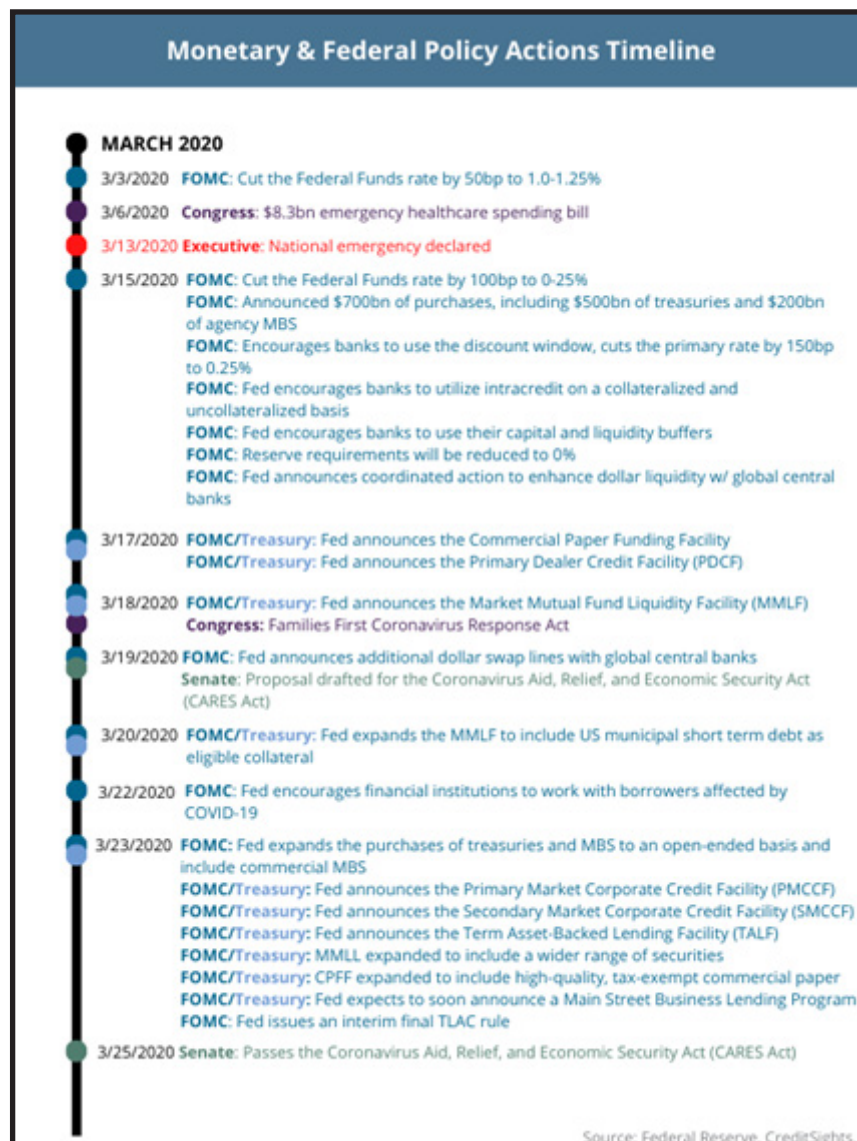 Monetary & Federal Policy Actions Timeline
MARCH 2020
3/3/2020 FOMC: Cut the Federal Funds rate by 50bp to 1.0-1.25%
3/6/2020 Congress: $8.3bn emergency healthcare spending bill
3/13/2020 Executive: National emergency declared
3/15/2020 FOMC: Cut the Federal Funds rate by 100bp to 0-25%
FOMC: Announced $700bn of purchases, including $500bn of treasuries and $200bn
of agency MBS
FOMC: Encourages banks to use the discount window, cuts the primary rate by 150bp
to 0.25%
FOMC: Fed encourages banks to utilize intracredit on a collateralized and
uncollateralized basis
FOMC: Fed encourages banks to use their capital and liquidity buffers
FOMC: Reserve requirements will be reduced to 0%
FOMC: Fed announces coordinated action to enhance dollar liquidity w/ global central
banks
3/17/2020 FOMC/Treasury: Fed announces the Commercial Paper Funding Facility
FOMC/Treasury: Fed announces the Primary Dealer Credit Facility (PDCF)
3/18/2020 FOMC/Treasury: Fed announces the Market Mutual Fund Liquidity Facility (MMLF)
Congress: Families First Coronavirus Response Act
3/19/2020 FOMC: Fed announces additional dollar swap lines with global central banks
Senate: Proposal drafted for the Coronavirus Aid, Relief, and Economic Security Act
(CARES Act)
3/20/2020 FOMC/Treasury: Fed expands the MMLF to include US municipal short term debt as
eligible collateral
3/22/2020 FOMC: Fed encourages financial institutions to work with borrowers affected by
COVID-19
3/23/2020 FOMC: Fed expands the purchases of treasuries and MBS to an open-ended basis and
include commercial MBS
FOMC/Treasury: Fed announces the Primary Market Corporate Credit Facility (PMCCF)
FOMC/Treasury: Fed announces the Secondary Market Corporate Credit Facility (SMCCF)
FOMC/Treasury: Fed announces the Term Asset-Backed Lending Facility (TALF)
FOMC/Treasury: MMLL expanded to include a wider range of securities
FOMC/Treasury: CPFF expanded to include high-quality, tax-exempt commercial paper
FOMC/Treasury: Fed expects to soon announce a Main Street Business Lending Program
FOMC: Fed issues an interim final TLAC rule
3/25/2020 Senate: Passes the Coronavirus Aid, Relief, and Economic Security Act (CARES Act)
Source: Federal Reserve, CreditSights